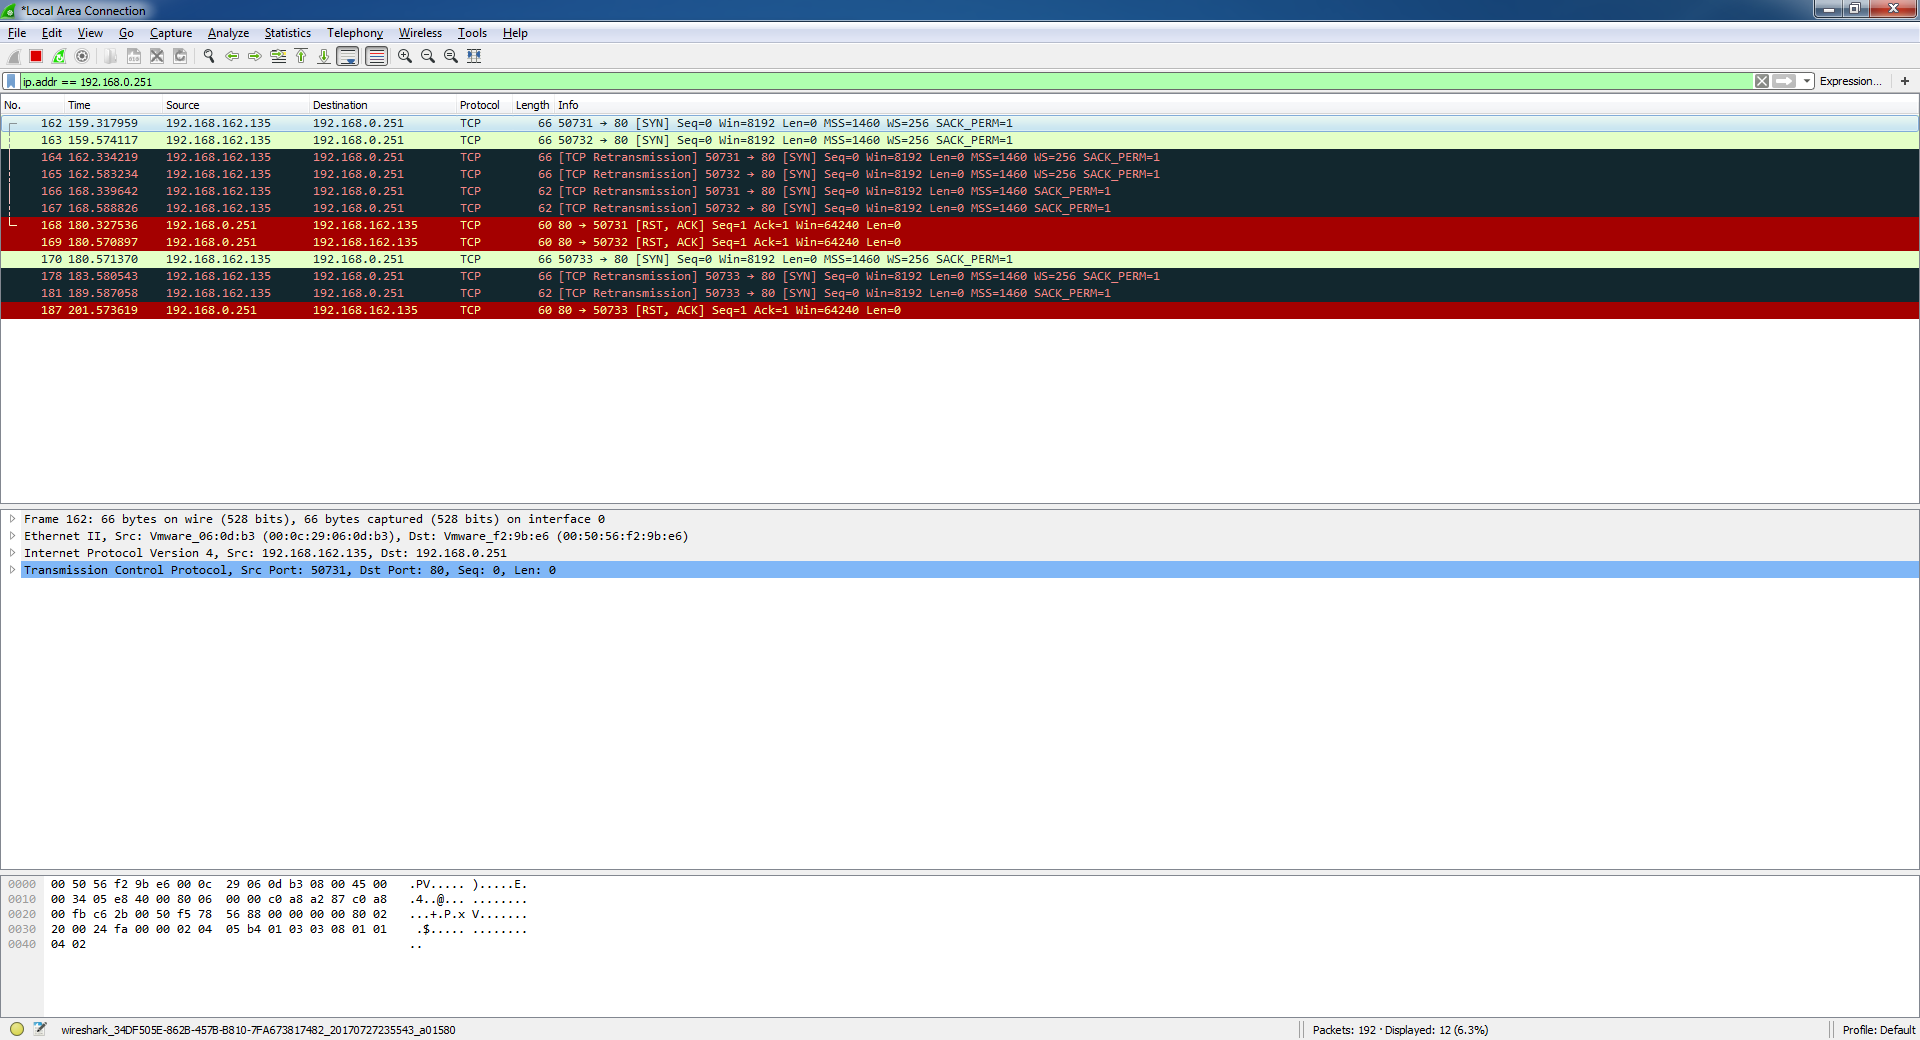 *Local Area Connection
File Edit View Go Capture Analyze Statistics Telephony Wireless Tools Help
ip.addr == 192.168.0.251 Expression... +
No. Time Source Destination Protocol Length Info
162 159.317959 192.168.162.135 192.168.0.251 TCP 66 50731 → 80 [SYN] Seq=0 Win=8192 Len=0 MSS=1460 WS=256 SACK_PERM=1
163 159.574117 192.168.162.135 192.168.0.251 TCP 66 50732 → 80 [SYN] Seq=0 Win=8192 Len=0 MSS=1460 WS=256 SACK_PERM=1
164 162.334219 192.168.162.135 192.168.0.251 TCP 66 [TCP Retransmission] 50731 → 80 [SYN] Seq=0 Win=8192 Len=0 MSS=1460 WS=256 SACK_PERM=1
165 162.583234 192.168.162.135 192.168.0.251 TCP 66 [TCP Retransmission] 50732 → 80 [SYN] Seq=0 Win=8192 Len=0 MSS=1460 WS=256 SACK_PERM=1
166 168.339642 192.168.162.135 192.168.0.251 TCP 62 [TCP Retransmission] 50731 → 80 [SYN] Seq=0 Win=8192 Len=0 MSS=1460 SACK_PERM=1
167 168.588826 192.168.162.135 192.168.0.251 TCP 62 [TCP Retransmission] 50732 → 80 [SYN] Seq=0 Win=8192 Len=0 MSS=1460 SACK_PERM=1
168 180.327536 192.168.0.251 192.168.162.135 TCP 60 80 → 50731 [RST, ACK] Seq=1 Ack=1 Win=64240 Len=0
169 180.570897 192.168.0.251 192.168.162.135 TCP 60 80 → 50732 [RST, ACK] Seq=1 Ack=1 Win=64240 Len=0
170 180.571370 192.168.162.135 192.168.0.251 TCP 66 50733 → 80 [SYN] Seq=0 Win=8192 Len=0 MSS=1460 WS=256 SACK_PERM=1
178 183.580543 192.168.162.135 192.168.0.251 TCP 66 [TCP Retransmission] 50733 → 80 [SYN] Seq=0 Win=8192 Len=0 MSS=1460 WS=256 SACK_PERM=1
181 189.587058 192.168.162.135 192.168.0.251 TCP 62 [TCP Retransmission] 50733 → 80 [SYN] Seq=0 Win=8192 Len=0 MSS=1460 SACK_PERM=1
187 201.573619 192.168.0.251 192.168.162.135 TCP 60 80 → 50733 [RST, ACK] Seq=1 Ack=1 Win=64240 Len=0
Frame 162: 66 bytes on wire (528 bits), 66 bytes captured (528 bits) on interface 0
Ethernet II, Src: Vmware_06:0d:b3 (00:0c:29:06:0d:b3), Dst: Vmware_f2:9b:e6 (00:50:56:f2:9b:e6)
Internet Protocol Version 4, Src: 192.168.162.135, Dst: 192.168.0.251
Transmission Control Protocol, Src Port: 50731, Dst Port: 80, Seq: 0, Len: 0
0000 00 50 56 f2 9b e6 00 0c 29 06 0d b3 08 00 45 00 .PV..... ).....E.
0010 00 34 05 e8 40 00 80 06 00 00 c0 a8 a2 87 c0 a8 .4..@... ........
0020 00 fb c6 2b 00 50 f5 78 56 88 00 00 00 00 80 02 ...+.P.x V.......
0030 20 00 24 fa 00 00 02 04 05 b4 01 03 03 08 01 01 .$..... ........
0040 04 02 ..
wireshark_34DF505E-862B-457B-B810-7FA673817482_20170727235543_a01580 Packets: 192 · Displayed: 12 (6.3%) Profile: Default